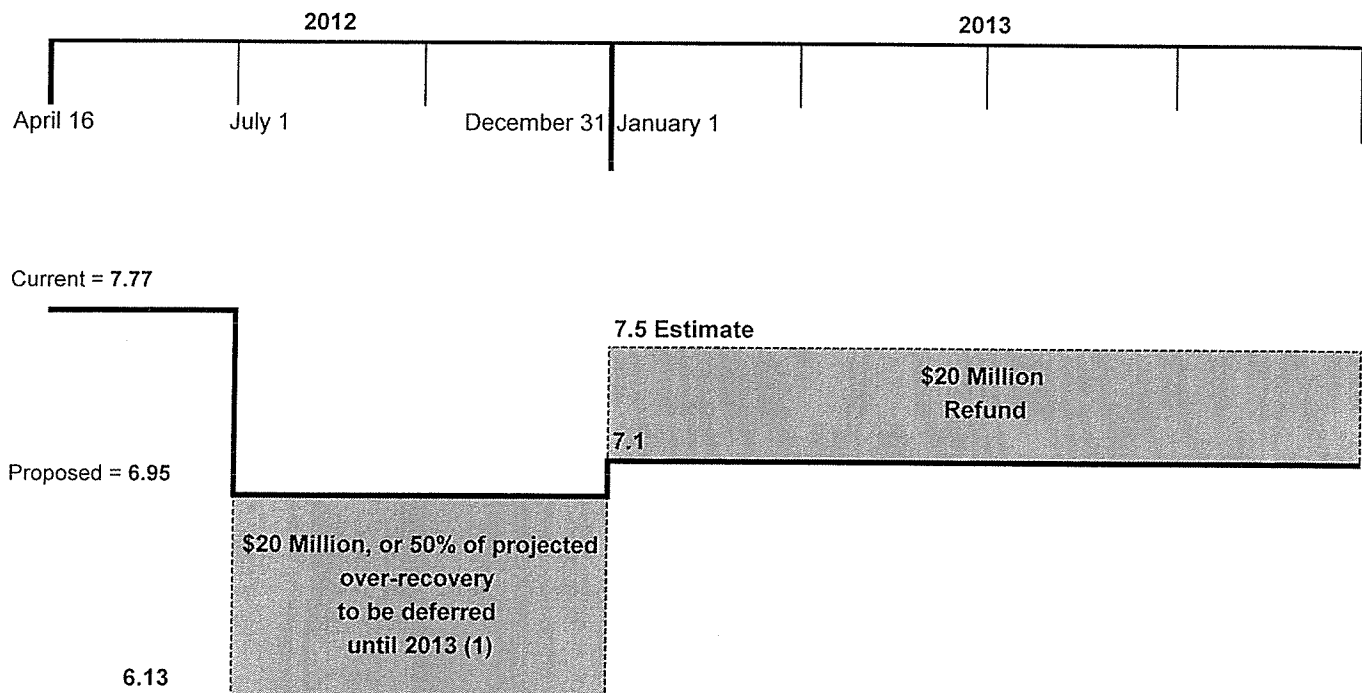 2012
2013
April 16
July 1
December 31
January 1
Current = 7.77
7.5 Estimate
$20 Million
Refund
7.1
Proposed = 6.95
$20 Million, or 50% of projected
over-recovery
to be deferred
until 2013 (1)
6.13